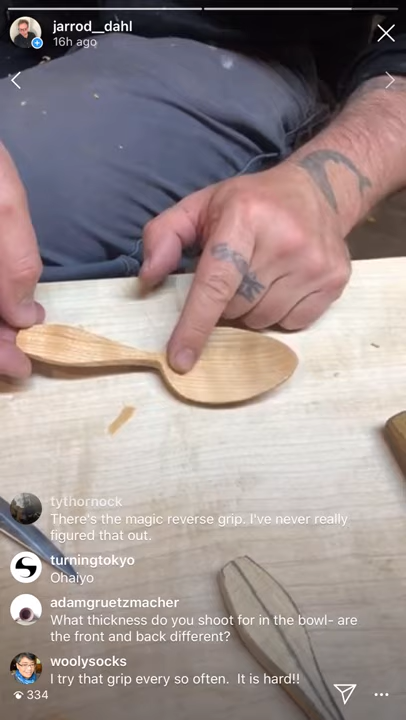 jarrod__dahl
16h ago
tythornock
There's the magic reverse grip. I've never really
figured that out.
turningtokyo
Ohaiyo
adamgruetzmacher
What thickness do you shoot for in the bowl- are
the front and back different?
woolysocks
I try that grip every so often.  It is hard!!
334